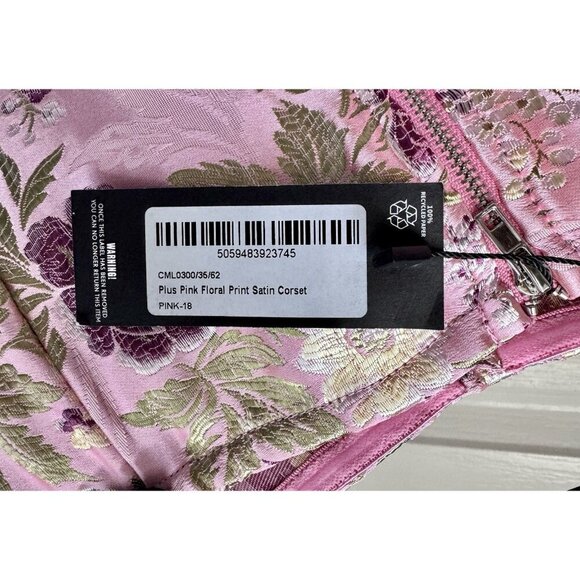 WARNING!
ONCE THIS LABEL HAS BEEN REMOVED
YOU CAN NO LONGER RETURN THIS ITEM
5059483923745
CML0300/35/62
Plus Pink Floral Print Satin Corset
PINK-18
100%
RECYCLED PAPER